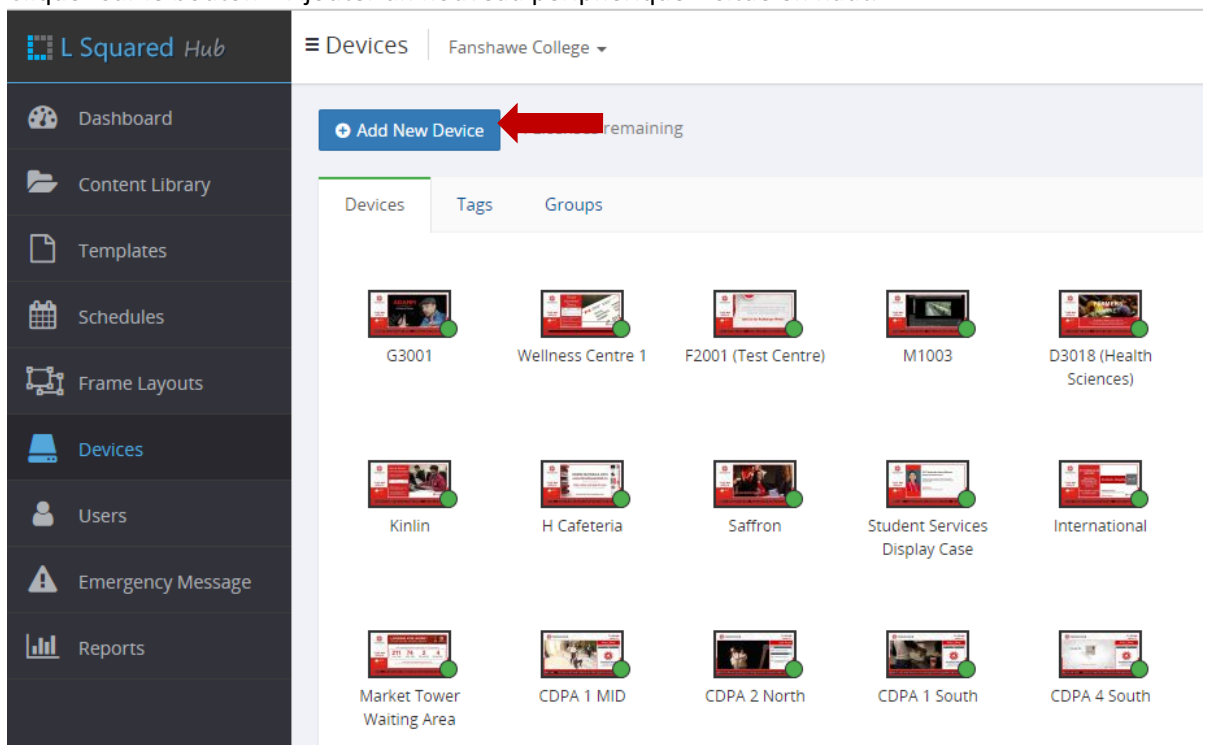 L Squared Hub
Devices
Fanshawe College
Add New Device
remaining
Dashboard
Content Library
Templates
Schedules
Frame Layouts
Devices
Users
Emergency Message
Reports
Devices Tags Groups
G3001
Wellness Centre 1
F2001 (Test Centre)
M1003
D3018 (Health
Sciences)
Kinlin
H Cafeteria
Saffron
Student Services
Display Case
International
Market Tower
Waiting Area
CDPA 1 MID
CDPA 2 North
CDPA 1 South
CDPA 4 South